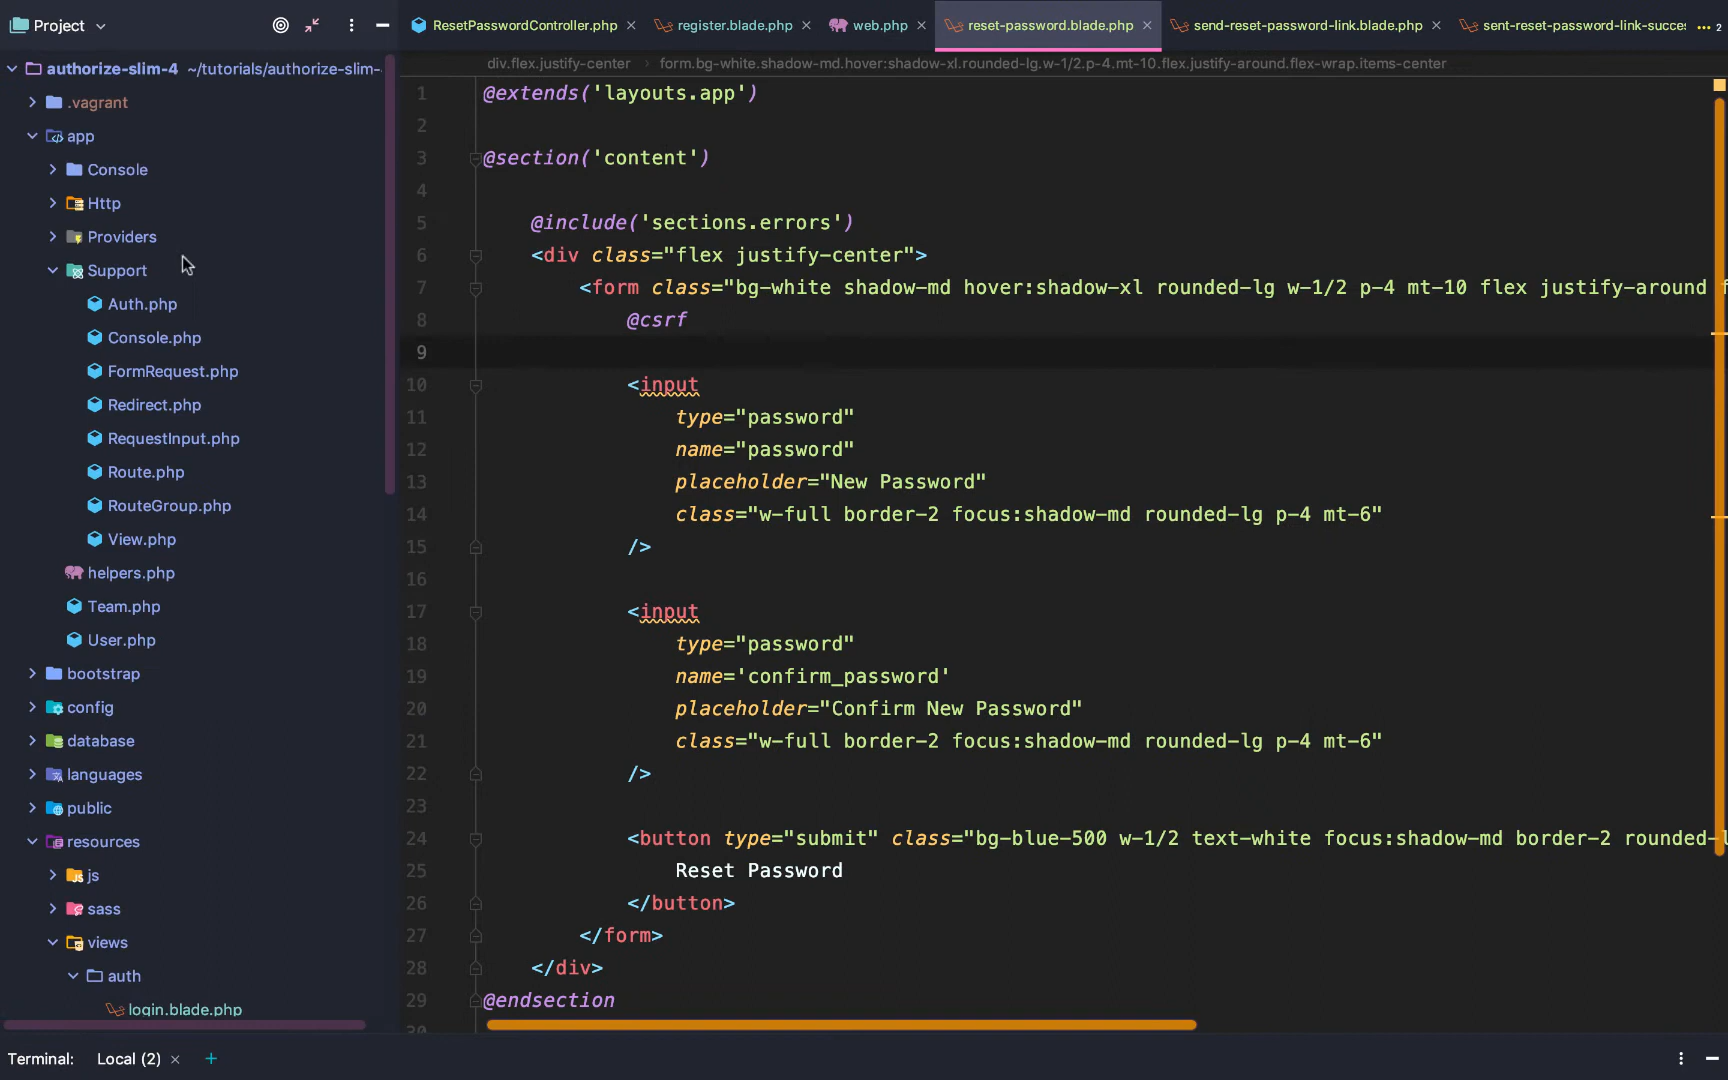 Project
ResetPasswordController.php
register.blade.php
web.php
reset-password.blade.php
send-reset-password-link.blade.php
sent-reset-password-link-succes
2
authorize-slim-4 ~/tutorials/authorize-slim-
.vagrant
app
Console
Http
Providers
Support
Auth.php
Console.php
FormRequest.php
Redirect.php
RequestInput.php
Route.php
RouteGroup.php
View.php
helpers.php
Team.php
User.php
bootstrap
config
database
languages
public
resources
js
sass
views
auth
login.blade.php
div.flex.justify-center › form.bg-white.shadow-md.hover:shadow-xl.rounded-lg.w-1/2.p-4.mt-10.flex.justify-around.flex-wrap.items-center
1 @extends('layouts.app')
2
3 @section('content')
4
5 @include('sections.errors')
6 <div class="flex justify-center">
7 <form class="bg-white shadow-md hover:shadow-xl rounded-lg w-1/2 p-4 mt-10 flex justify-around f
8 @csrf
9
10 <input
11 type="password"
12 name="password"
13 placeholder="New Password"
14 class="w-full border-2 focus:shadow-md rounded-lg p-4 mt-6"
15 />
16
17 <input
18 type="password"
19 name='confirm_password'
20 placeholder="Confirm New Password"
21 class="w-full border-2 focus:shadow-md rounded-lg p-4 mt-6"
22 />
23
24 <button type="submit" class="bg-blue-500 w-1/2 text-white focus:shadow-md border-2 rounded-l
25 Reset Password
26 </button>
27 </form>
28 </div>
29 @endsection
30
Terminal: Local (2) × +